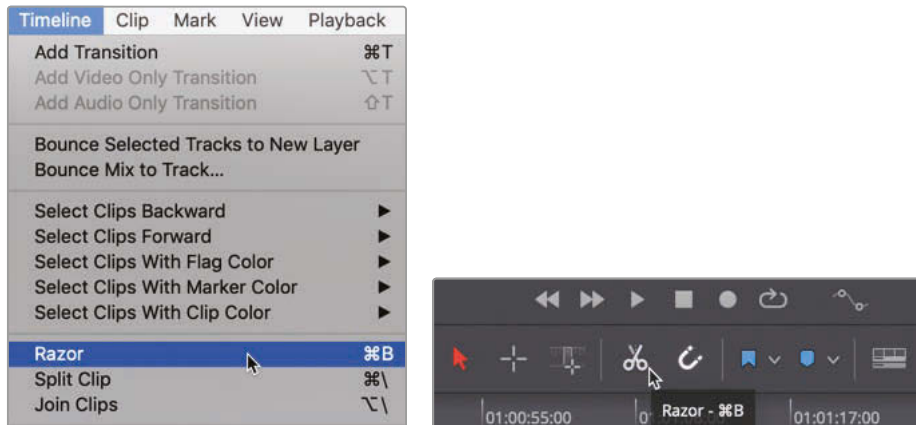 Timeline Clip Mark View Playback
Add Transition ⌘T
Add Video Only Transition ⌥T
Add Audio Only Transition ⇧T
Bounce Selected Tracks to New Layer
Bounce Mix to Track...
Select Clips Backward ▶
Select Clips Forward ▶
Select Clips With Flag Color ▶
Select Clips With Marker Color ▶
Select Clips With Clip Color ▶
Razor ⌘B
Split Clip ⌘\
Join Clips ⌥\
Razor - ⌘B
01:00:55:00 01:01:17:00